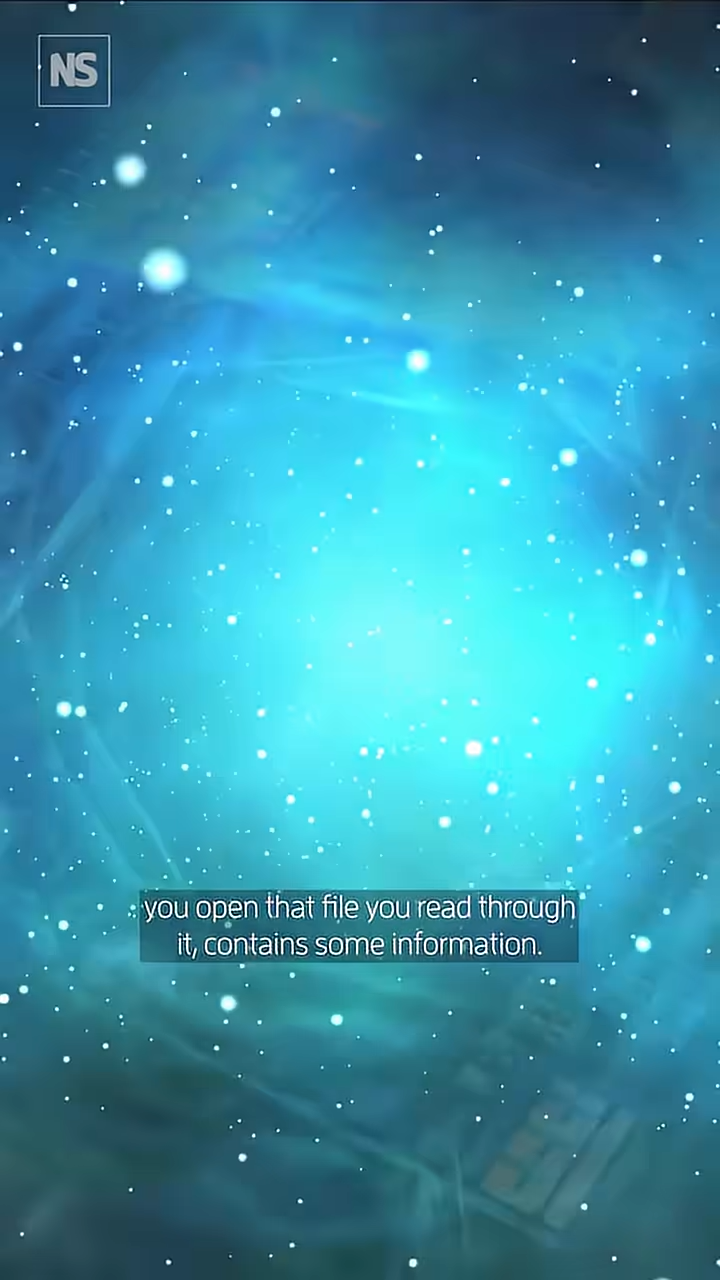 NS
you open that file you read through
it, contains some information.